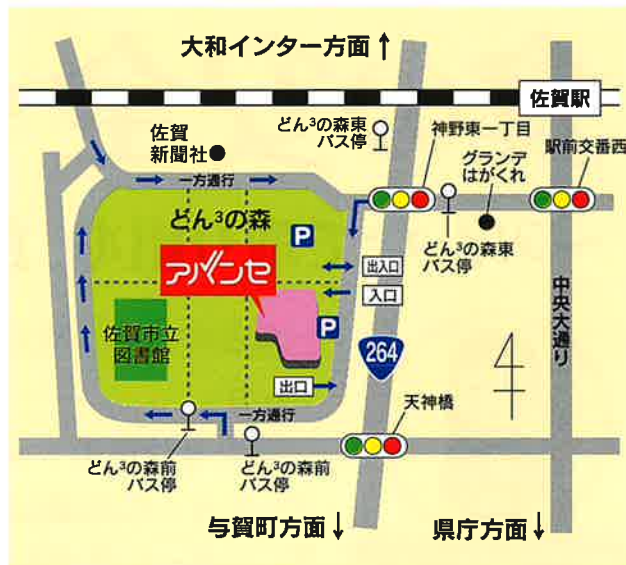 大和インター方面↑
佐賀駅
どん³の森東
バス停
佐賀
新聞社
神野東一丁目
グランデ
はがくれ
駅前交番西
一方通行
どん³の森
P
アバンセ
どん³の森東
バス停
出入口
入口
中央大通り
佐賀市立
図書館
P
264
出口
天神橋
一方通行
どん³の森前
バス停
どん³の森前
バス停
与賀町方面↓
県庁方面↓